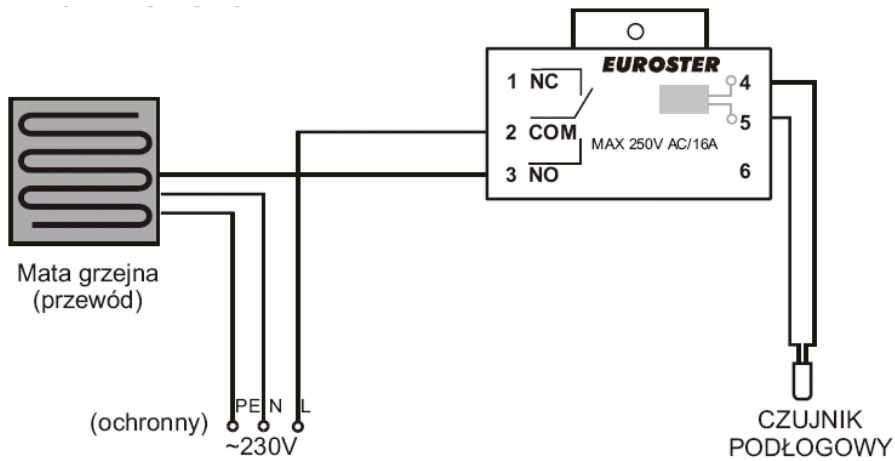 EUROSTER
1 NC
2 COM
3 NO
MAX 250V AC/16A
4
5
6
Mata grzejna
(przewód)
(ochronny)
PE N L
~230V
CZUJNIK
PODŁOGOWY